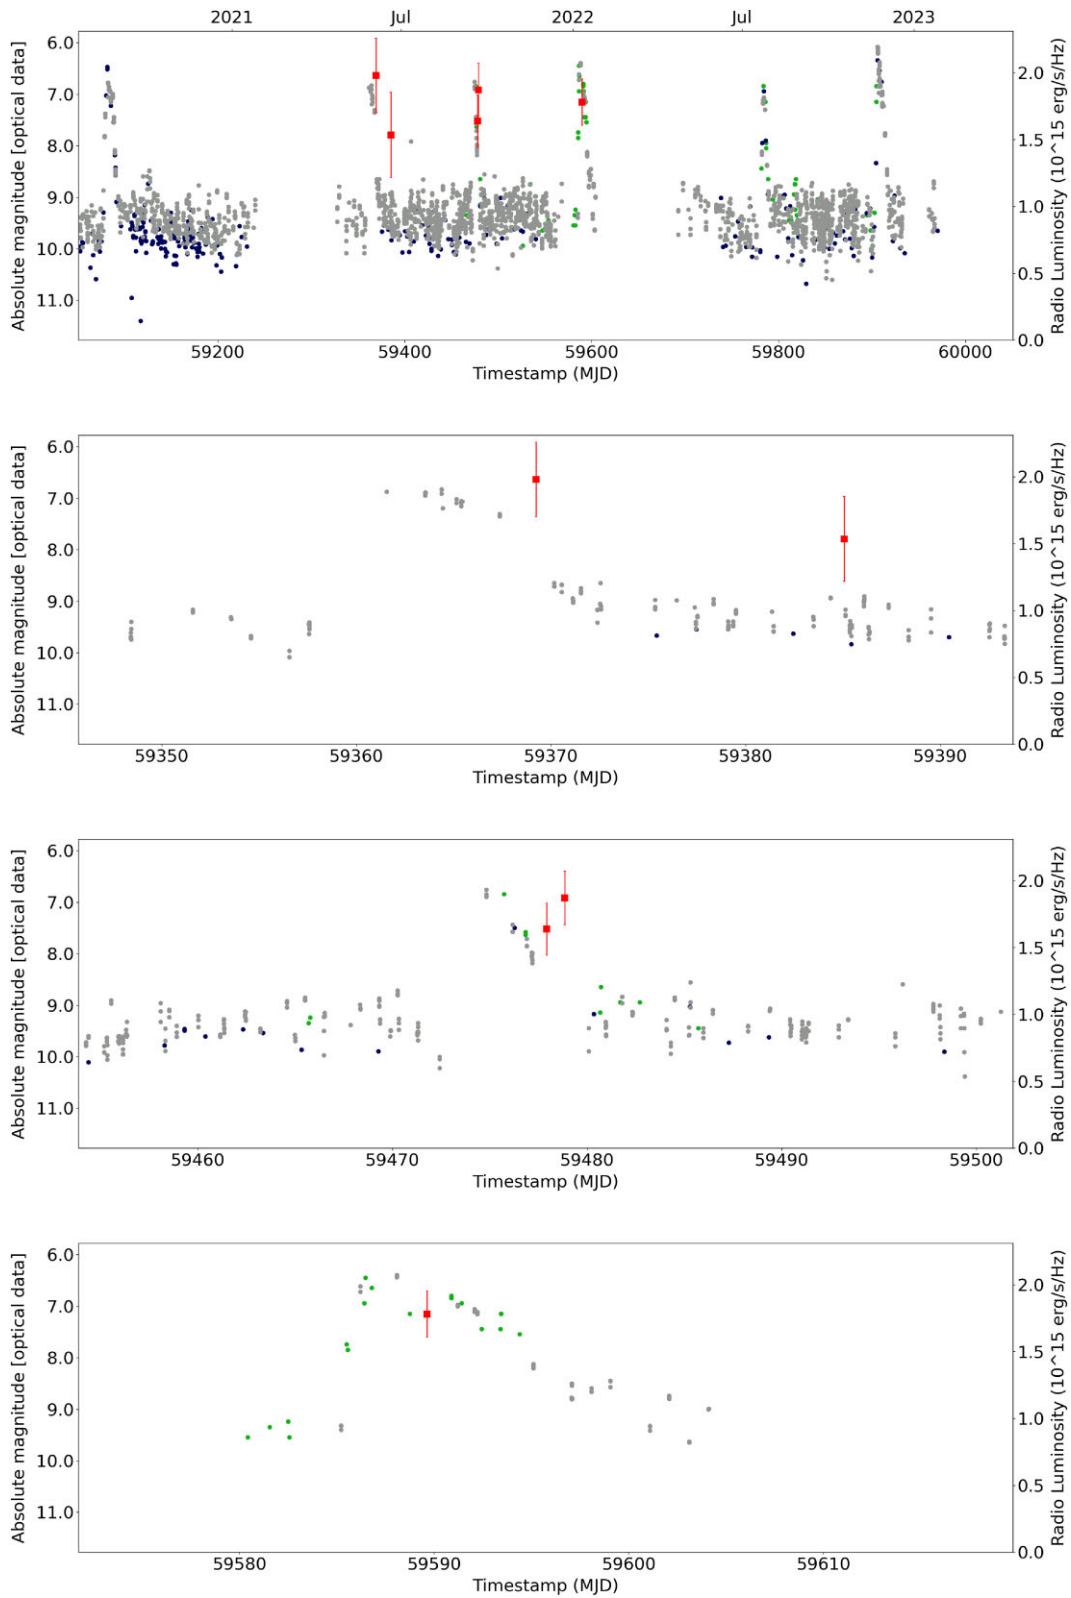 2021 Jul 2022 Jul 2023
6.0
7.0
8.0
9.0
10.0
11.0
Absolute magnitude [optical data]
2.0
1.5
1.0
0.5
0.0
Radio Luminosity (10^15 erg/s/Hz)
59200 59400 59600 59800 60000
Timestamp (MJD)
6.0
7.0
8.0
9.0
10.0
11.0
Absolute magnitude [optical data]
2.0
1.5
1.0
0.5
0.0
Radio Luminosity (10^15 erg/s/Hz)
59350 59360 59370 59380 59390
Timestamp (MJD)
6.0
7.0
8.0
9.0
10.0
11.0
Absolute magnitude [optical data]
2.0
1.5
1.0
0.5
0.0
Radio Luminosity (10^15 erg/s/Hz)
59460 59470 59480 59490 59500
Timestamp (MJD)
6.0
7.0
8.0
9.0
10.0
11.0
Absolute magnitude [optical data]
2.0
1.5
1.0
0.5
0.0
Radio Luminosity (10^15 erg/s/Hz)
59580 59590 59600 59610
Timestamp (MJD)